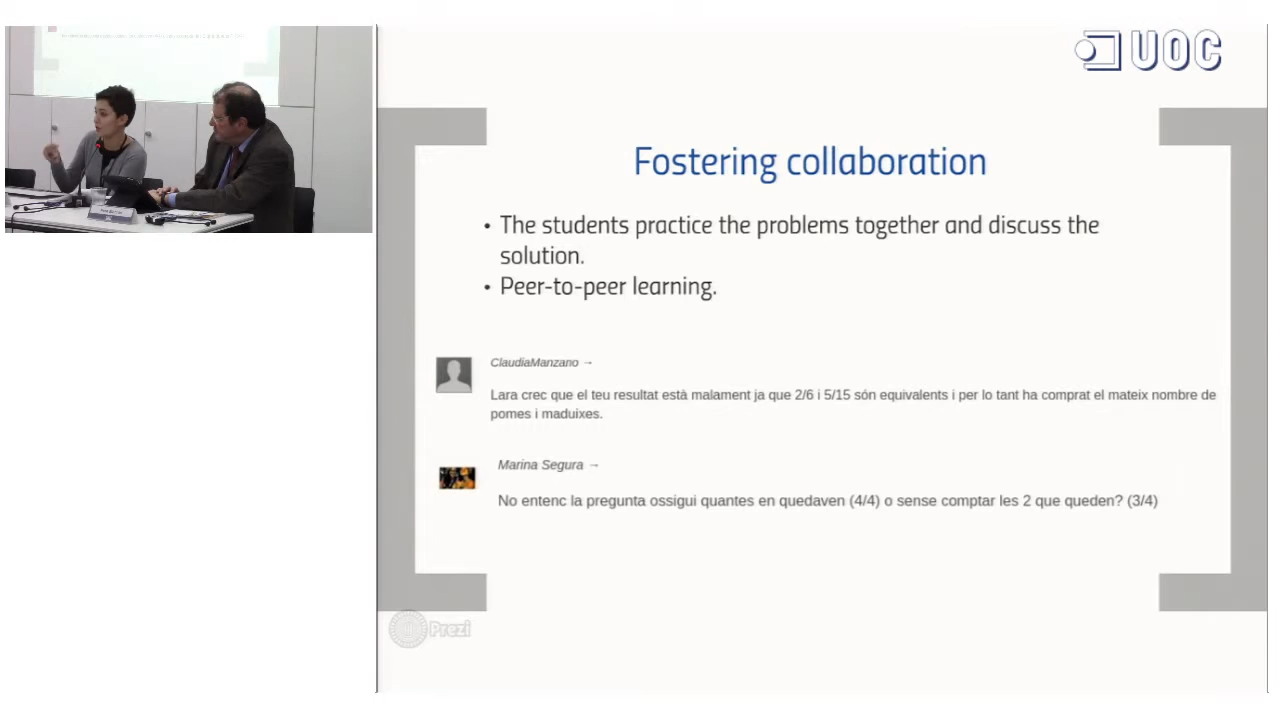 UOC
Fostering collaboration
• The students practice the problems together and discuss the
solution.
• Peer-to-peer learning.
ClaudiaManzano →
Lara crec que el teu resultat està malament ja que 2/6 i 5/15 són equivalents i per lo tant ha comprat el mateix nombre de
pomes i maduixes.
Marina Segura →
No entenc la pregunta ossigui quantes en quedaven (4/4) o sense comptar les 2 que queden? (3/4)
Prezi